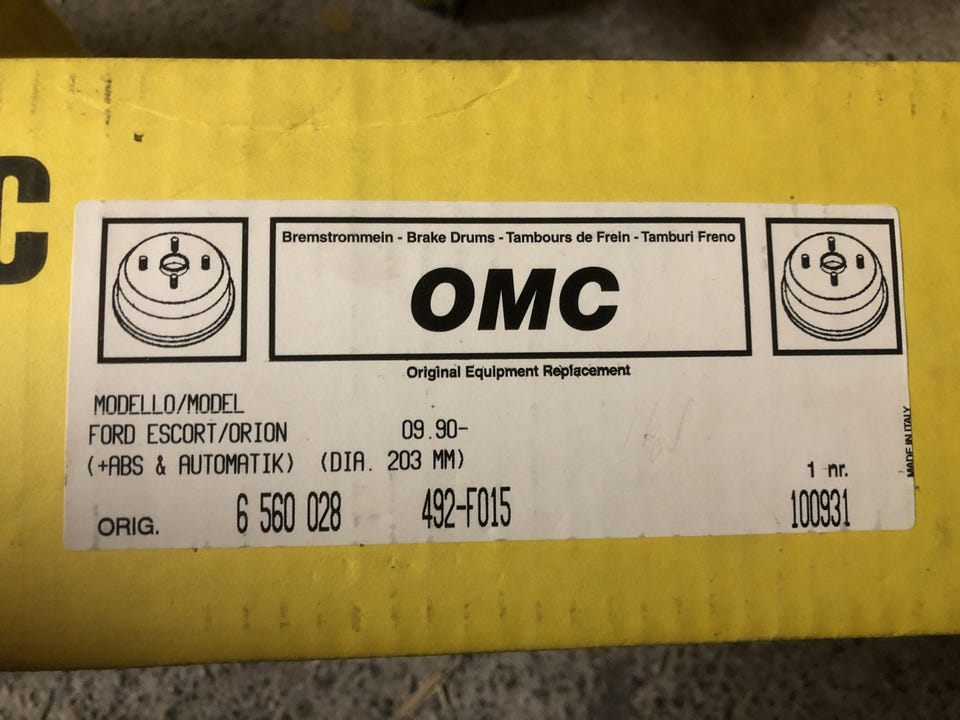 C
Bremstrommein - Brake Drums - Tambours de Frein - Tamburi Freno
OMC
Original Equipment Replacement
MODELLO/MODEL
FORD ESCORT/ORION 09.90-
(+ABS & AUTOMATIK) (DIA. 203 MM)
MADE IN ITALY
1 nr.
ORIG. 6 560 028 492-F015 100931